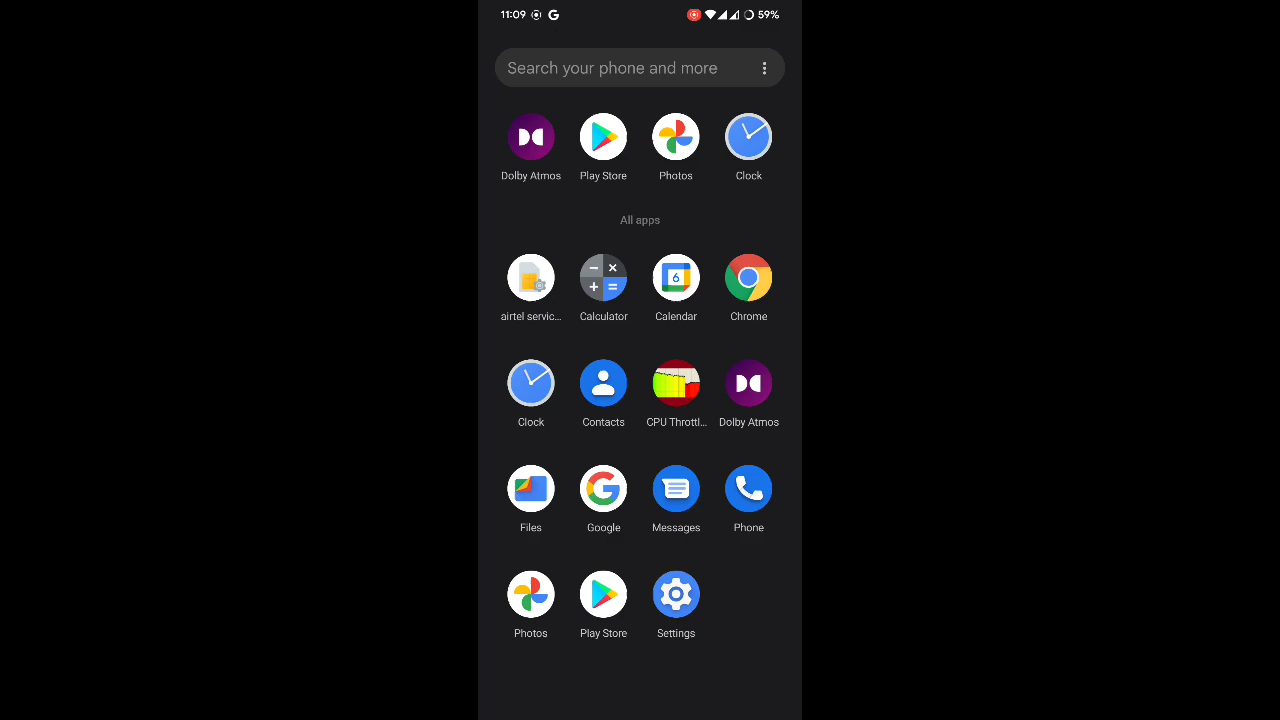 11:09 59%
Search your phone and more
Dolby Atmos Play Store Photos Clock
All apps
6
airtel servic... Calculator Calendar Chrome
Clock Contacts CPU Throttl... Dolby Atmos
Files Google Messages Phone
Photos Play Store Settings